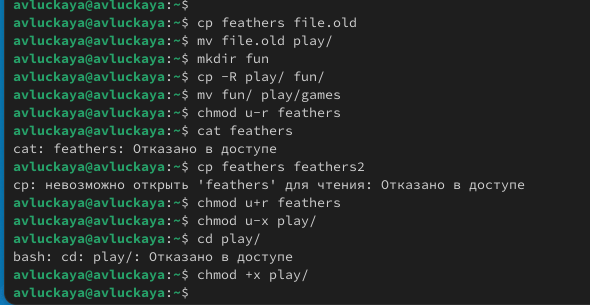 avluckaya@avluckaya:~$
avluckaya@avluckaya:~$ cp feathers file.old
avluckaya@avluckaya:~$ mv file.old play/
avluckaya@avluckaya:~$ mkdir fun
avluckaya@avluckaya:~$ cp -R play/ fun/
avluckaya@avluckaya:~$ mv fun/ play/games
avluckaya@avluckaya:~$ chmod u-r feathers
avluckaya@avluckaya:~$ cat feathers
cat: feathers: Отказано в доступе
avluckaya@avluckaya:~$ cp feathers feathers2
cp: невозможно открыть 'feathers' для чтения: Отказано в доступе
avluckaya@avluckaya:~$ chmod u+r feathers
avluckaya@avluckaya:~$ chmod u-x play/
avluckaya@avluckaya:~$ cd play/
bash: cd: play/: Отказано в доступе
avluckaya@avluckaya:~$ chmod +x play/
avluckaya@avluckaya:~$